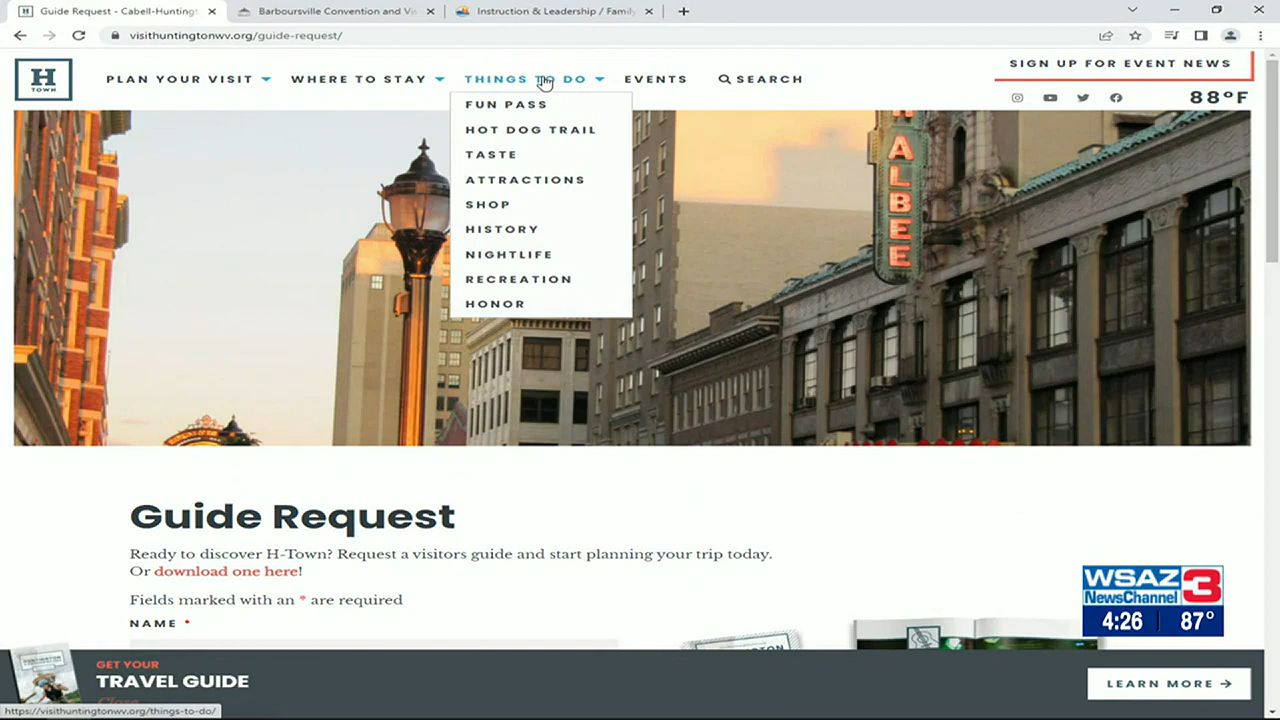 Guide Request - Cabell-Hunting
Barboursville Convention and Vis
Instruction & Leadership / Family
visithuntingtonwv.org/guide-request/
H
TOWN
PLAN YOUR VISIT
WHERE TO STAY
THINGS TO DO
EVENTS
SEARCH
SIGN UP FOR EVENT NEWS
88°F
FUN PASS
HOT DOG TRAIL
TASTE
ATTRACTIONS
SHOP
HISTORY
NIGHTLIFE
RECREATION
HONOR
ALBEE
Guide Request
Ready to discover H-Town? Request a visitors guide and start planning your trip today.
Or download one here!
Fields marked with an * are required
NAME *
WSAZ 3
NewsChannel
4:26 87°
GET YOUR
TRAVEL GUIDE
Close
LEARN MORE
https://visithuntingtonwv.org/things-to-do/